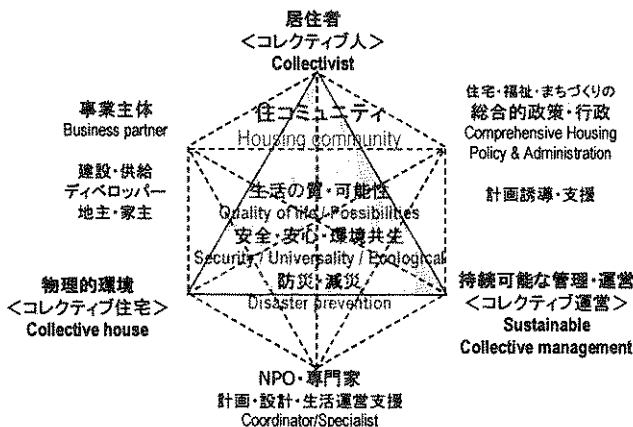 居住者
＜コレクティブ人＞
Collectivist
事業主体
Business partner
建設・供給
ディベロッパー
地主・家主
住宅・福祉・まちづくりの
総合的政策・行政
Comprehensive Housing
Policy & Administration
計画誘導・支援
住コミュニティ
Housing community
生活の質・可能性
Quality of life / Possibilities
安全・安心・環境共生
Security / Universality / Ecological
防災・減災
Disaster prevention
物理的環境
＜コレクティブ住宅＞
Collective house
持続可能な管理・運営
＜コレクティブ運営＞
Sustainable
Collective management
NPO・専門家
計画・設計・生活運営支援
Coordinator/Specialist